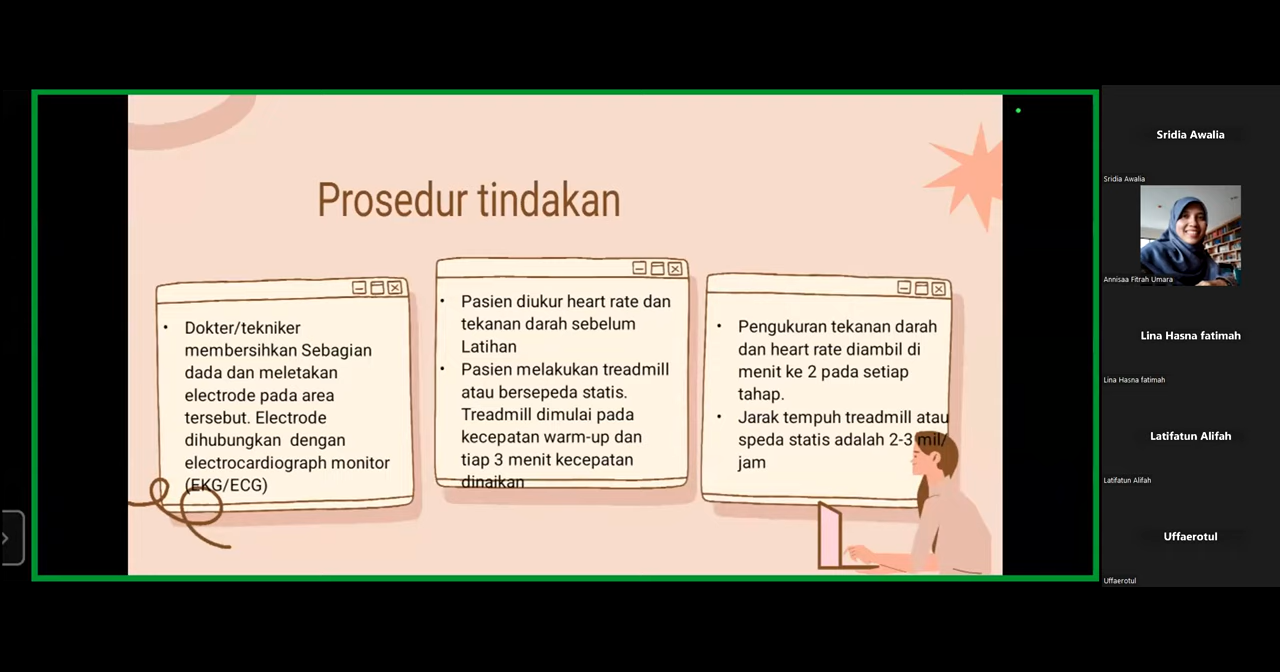 Prosedur tindakan
• Dokter/tekniker
membersihkan Sebagian
dada dan meletakan
electrode pada area
tersebut. Electrode
dihubungkan dengan
electrocardiograph monitor
(EKG/ECG)
• Pasien diukur heart rate dan
tekanan darah sebelum
Latihan
• Pasien melakukan treadmill
atau bersepeda statis.
Treadmill dimulai pada
kecepatan warm-up dan
tiap 3 menit kecepatan
dinaikan
• Pengukuran tekanan darah
dan heart rate diambil di
menit ke 2 pada setiap
tahap.
• Jarak tempuh treadmill atau
speda statis adalah 2-3 mil/
jam
Sridia Awalia
Sridia Awalia
Annisaa Fitrah Umara
Lina Hasna fatimah
Lina Hasna fatimah
Latifatun Alifah
Latifatun Alifah
Uffaerotul
Uffaerotul